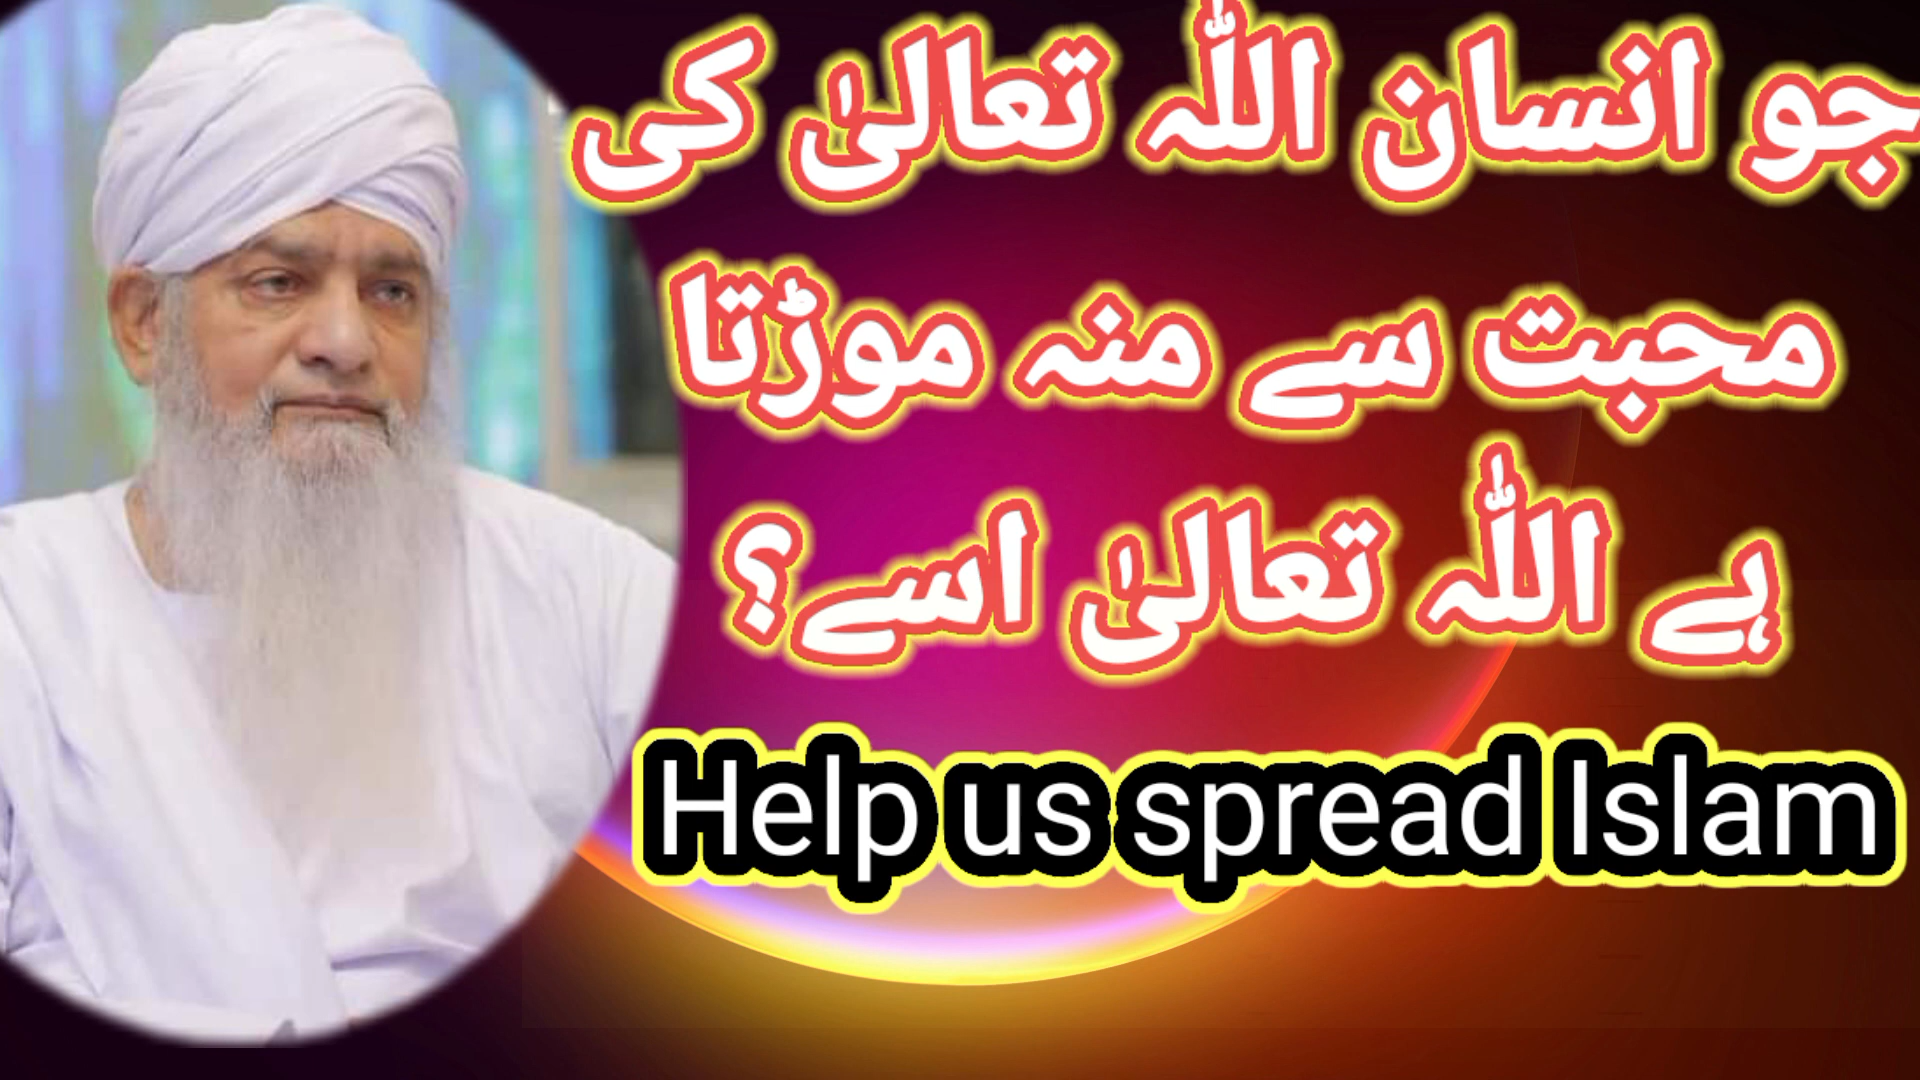 جو انسان اللہ تعالیٰ کی
محبت سے منہ موڑتا
ہے اللہ تعالیٰ اسے؟
Help us spread Islam